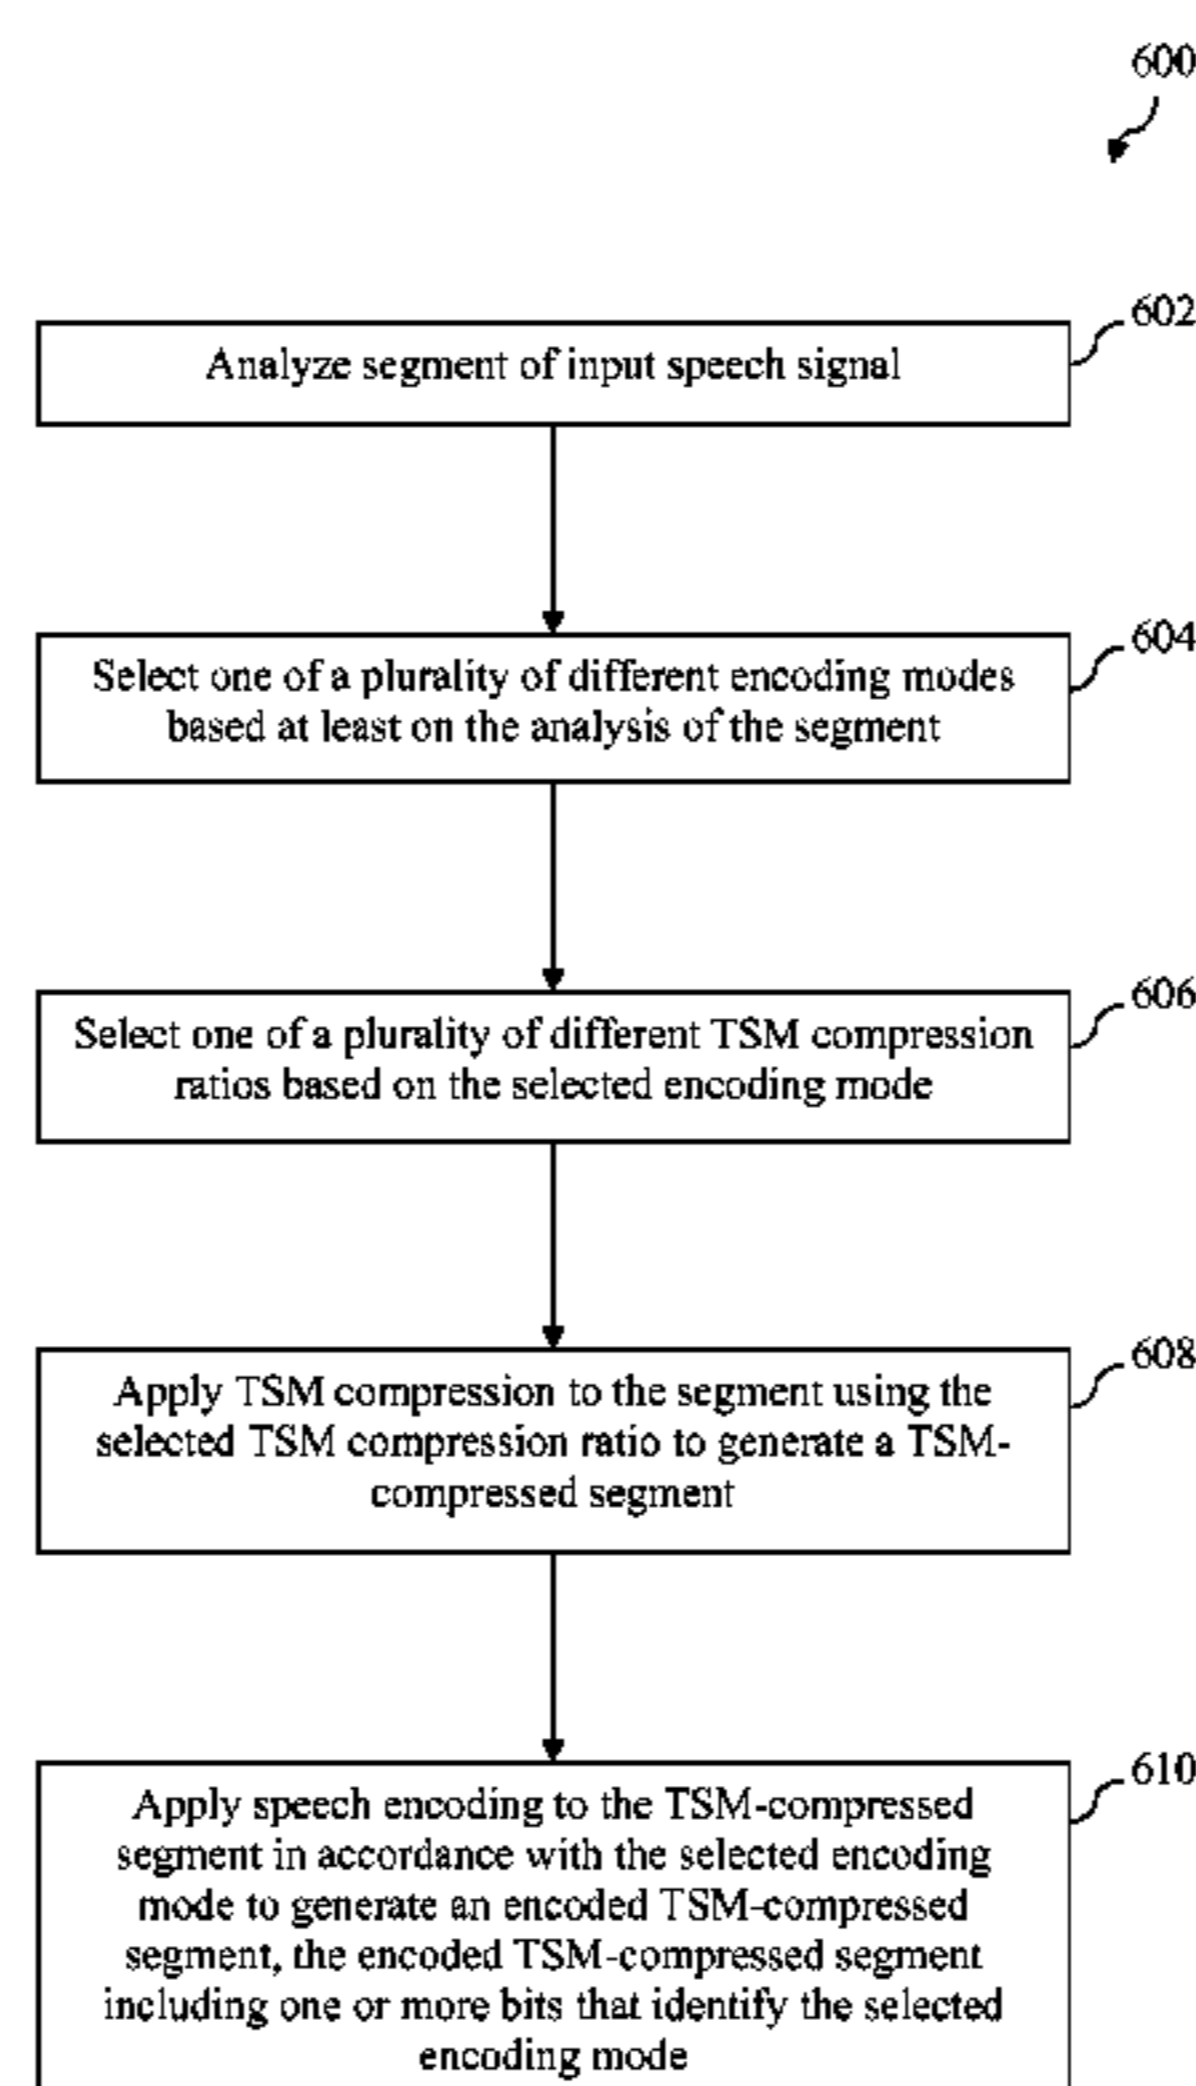 600
602
Analyze segment of input speech signal
604
Select one of a plurality of different encoding modes
based at least on the analysis of the segment
606
Select one of a plurality of different TSM compression
ratios based on the selected encoding mode
608
Apply TSM compression to the segment using the
selected TSM compression ratio to generate a TSM-
compressed segment
610
Apply speech encoding to the TSM-compressed
segment in accordance with the selected encoding
mode to generate an encoded TSM-compressed
segment, the encoded TSM-compressed segment
including one or more bits that identify the selected
encoding mode